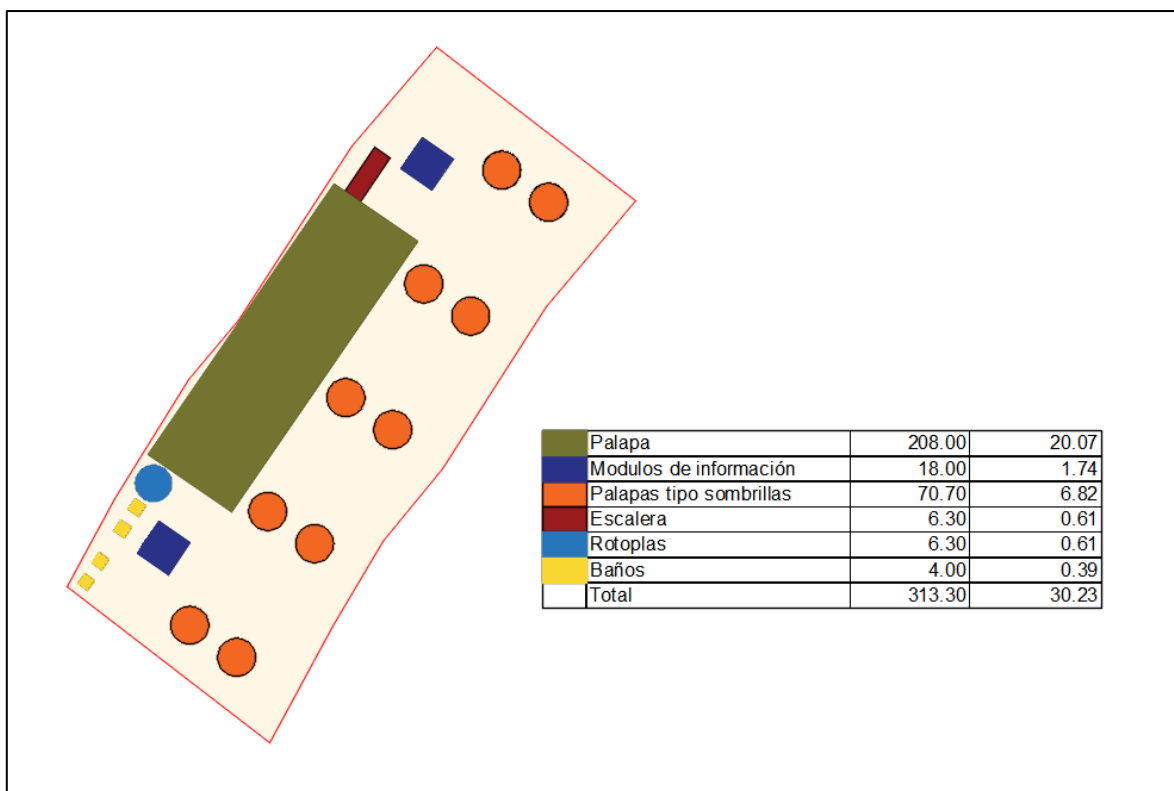 Palapa 208.00 20.07
Modulos de información 18.00 1.74
Palapas tipo sombrillas 70.70 6.82
Escalera 6.30 0.61
Rotoplas 6.30 0.61
Baños 4.00 0.39
Total 313.30 30.23